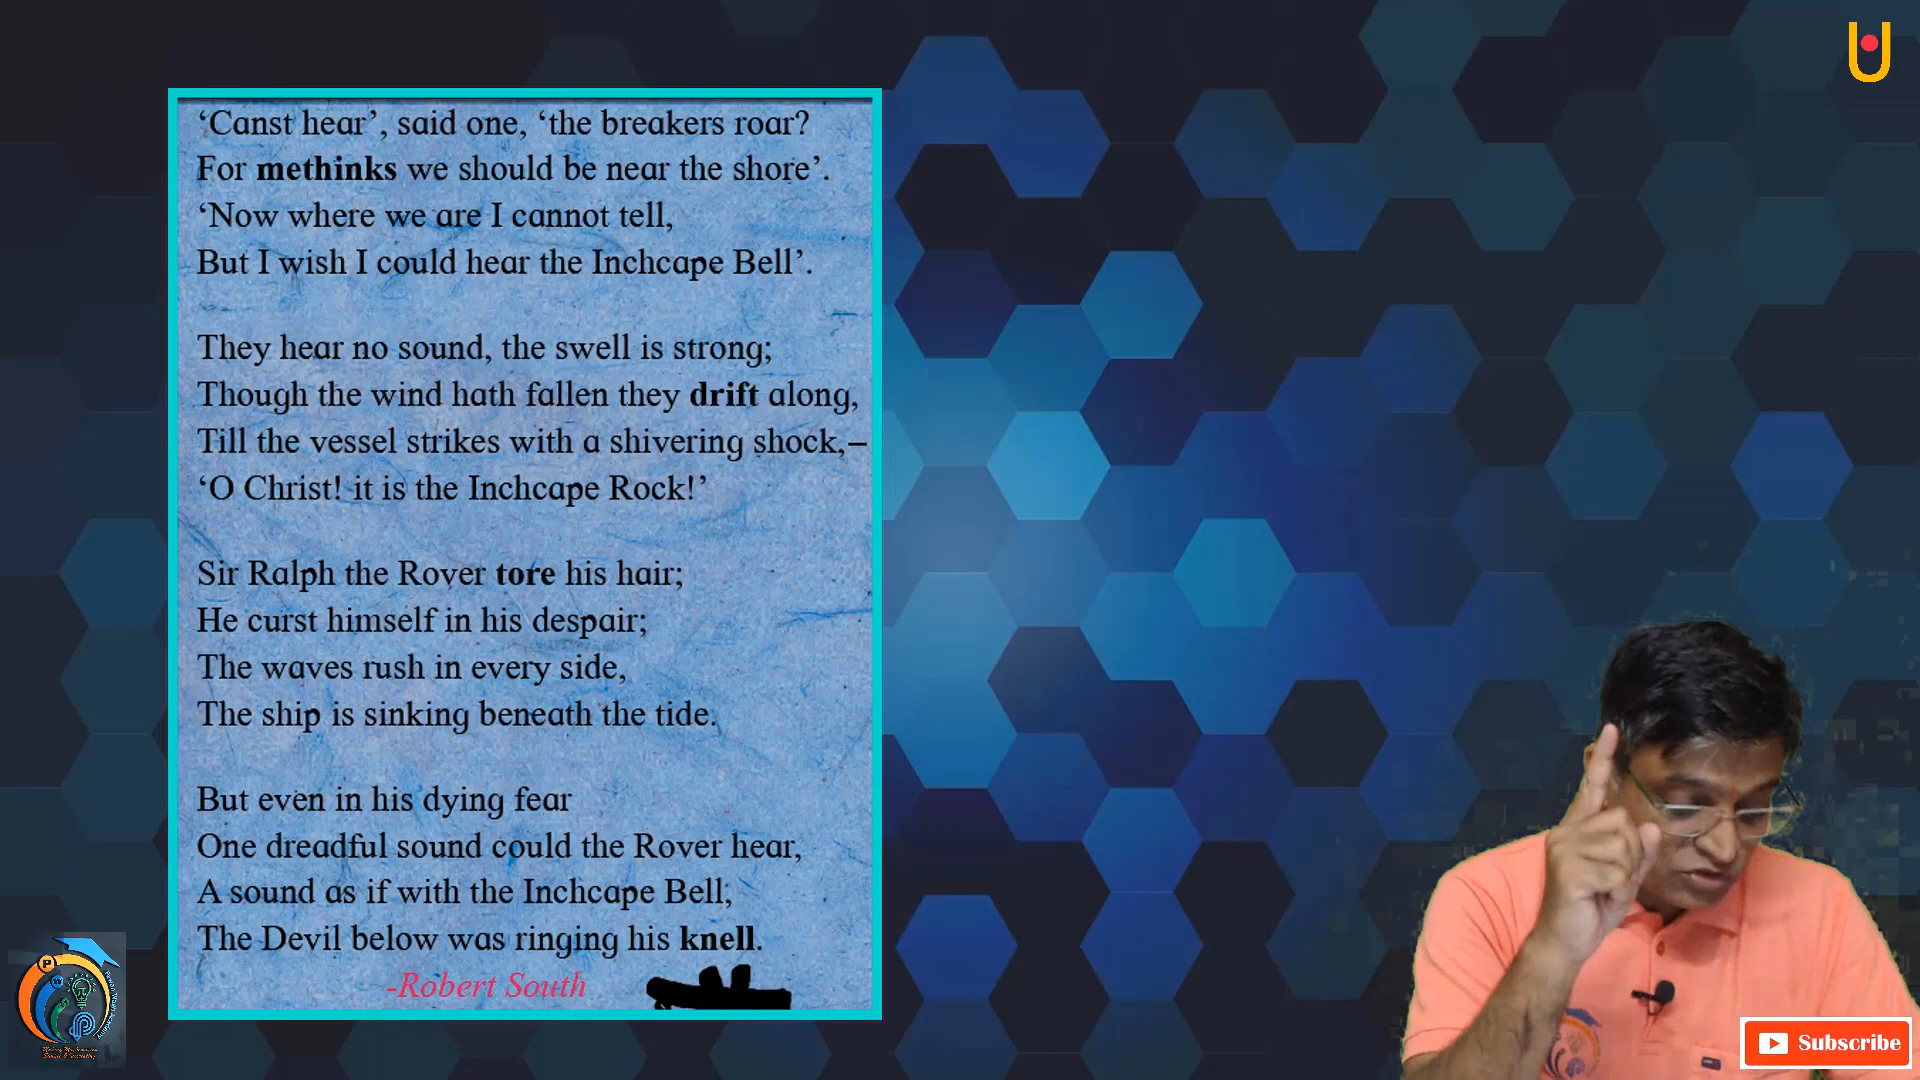 ‘Canst hear’, said one, ‘the breakers roar?
For methinks we should be near the shore’.
‘Now where we are I cannot tell,
But I wish I could hear the Inchcape Bell’.
They hear no sound, the swell is strong;
Though the wind hath fallen they drift along,
Till the vessel strikes with a shivering shock,–
‘O Christ! it is the Inchcape Rock!’
Sir Ralph the Rover tore his hair;
He curst himself in his despair;
The waves rush in every side,
The ship is sinking beneath the tide.
But even in his dying fear
One dreadful sound could the Rover hear,
A sound as if with the Inchcape Bell,
The Devil below was ringing his knell.
-Robert South
Subscribe